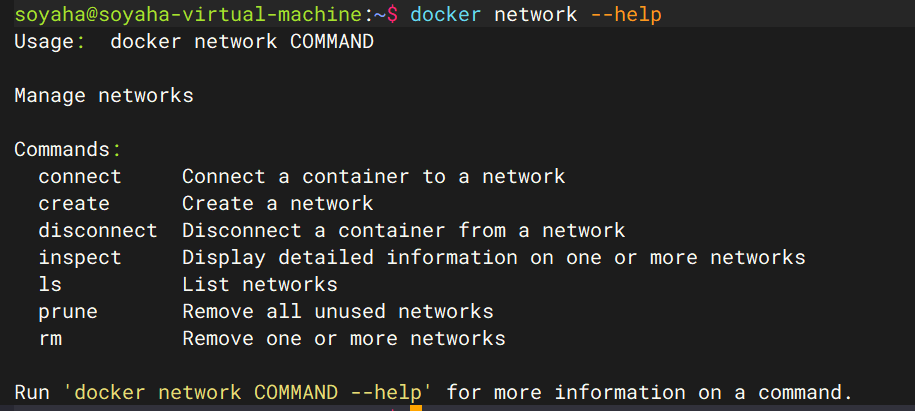 soyaha@soyaha-virtual-machine:~$ docker network --help
Usage:  docker network COMMAND
Manage networks
Commands:
  connect     Connect a container to a network
  create      Create a network
  disconnect  Disconnect a container from a network
  inspect     Display detailed information on one or more networks
  ls          List networks
  prune       Remove all unused networks
  rm          Remove one or more networks
Run 'docker network COMMAND --help' for more information on a command.